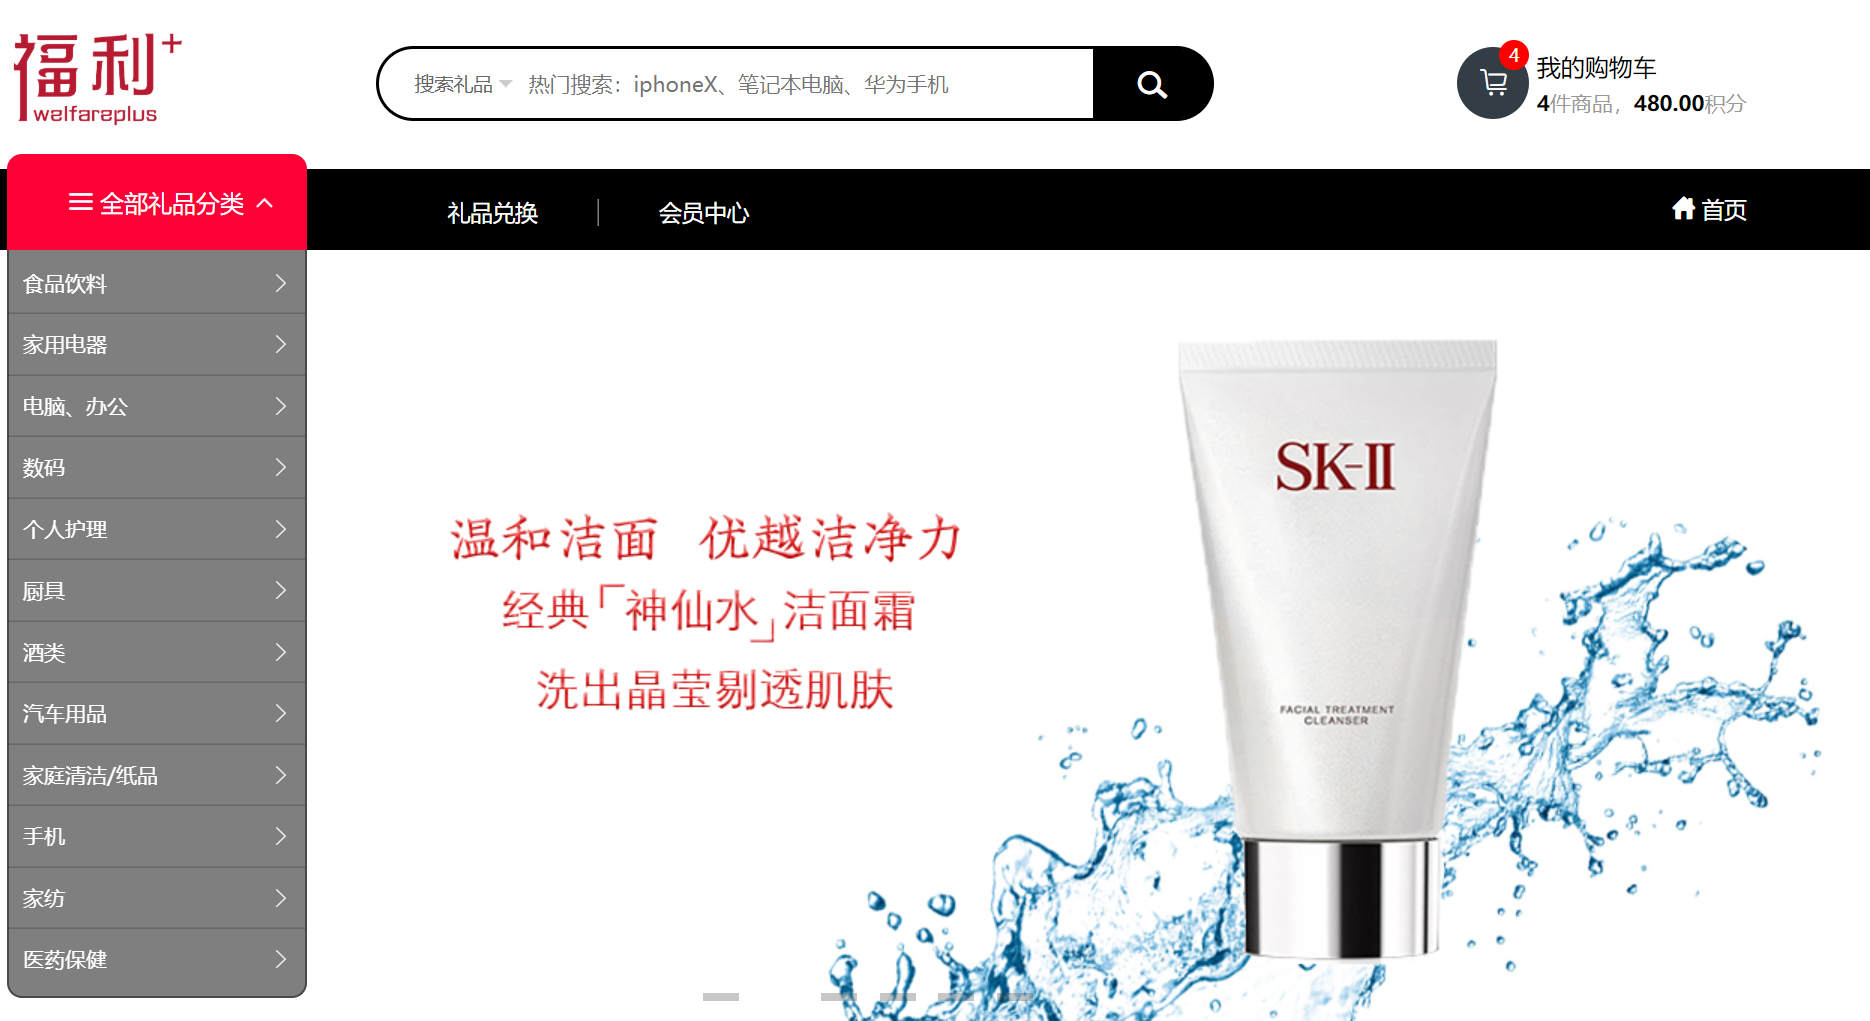 福利+
welfareplus
搜索礼品 热门搜索：iphoneX、笔记本电脑、华为手机
4
我的购物车
4件商品，480.00积分
全部礼品分类
礼品兑换
会员中心
首页
食品饮料
家用电器
电脑、办公
数码
个人护理
厨具
酒类
汽车用品
家庭清洁/纸品
手机
家纺
医药保健
温和洁面 优越洁净力
经典「神仙水」洁面霜
洗出晶莹剔透肌肤
SK-II
FACIAL TREATMENT
CLEANSER